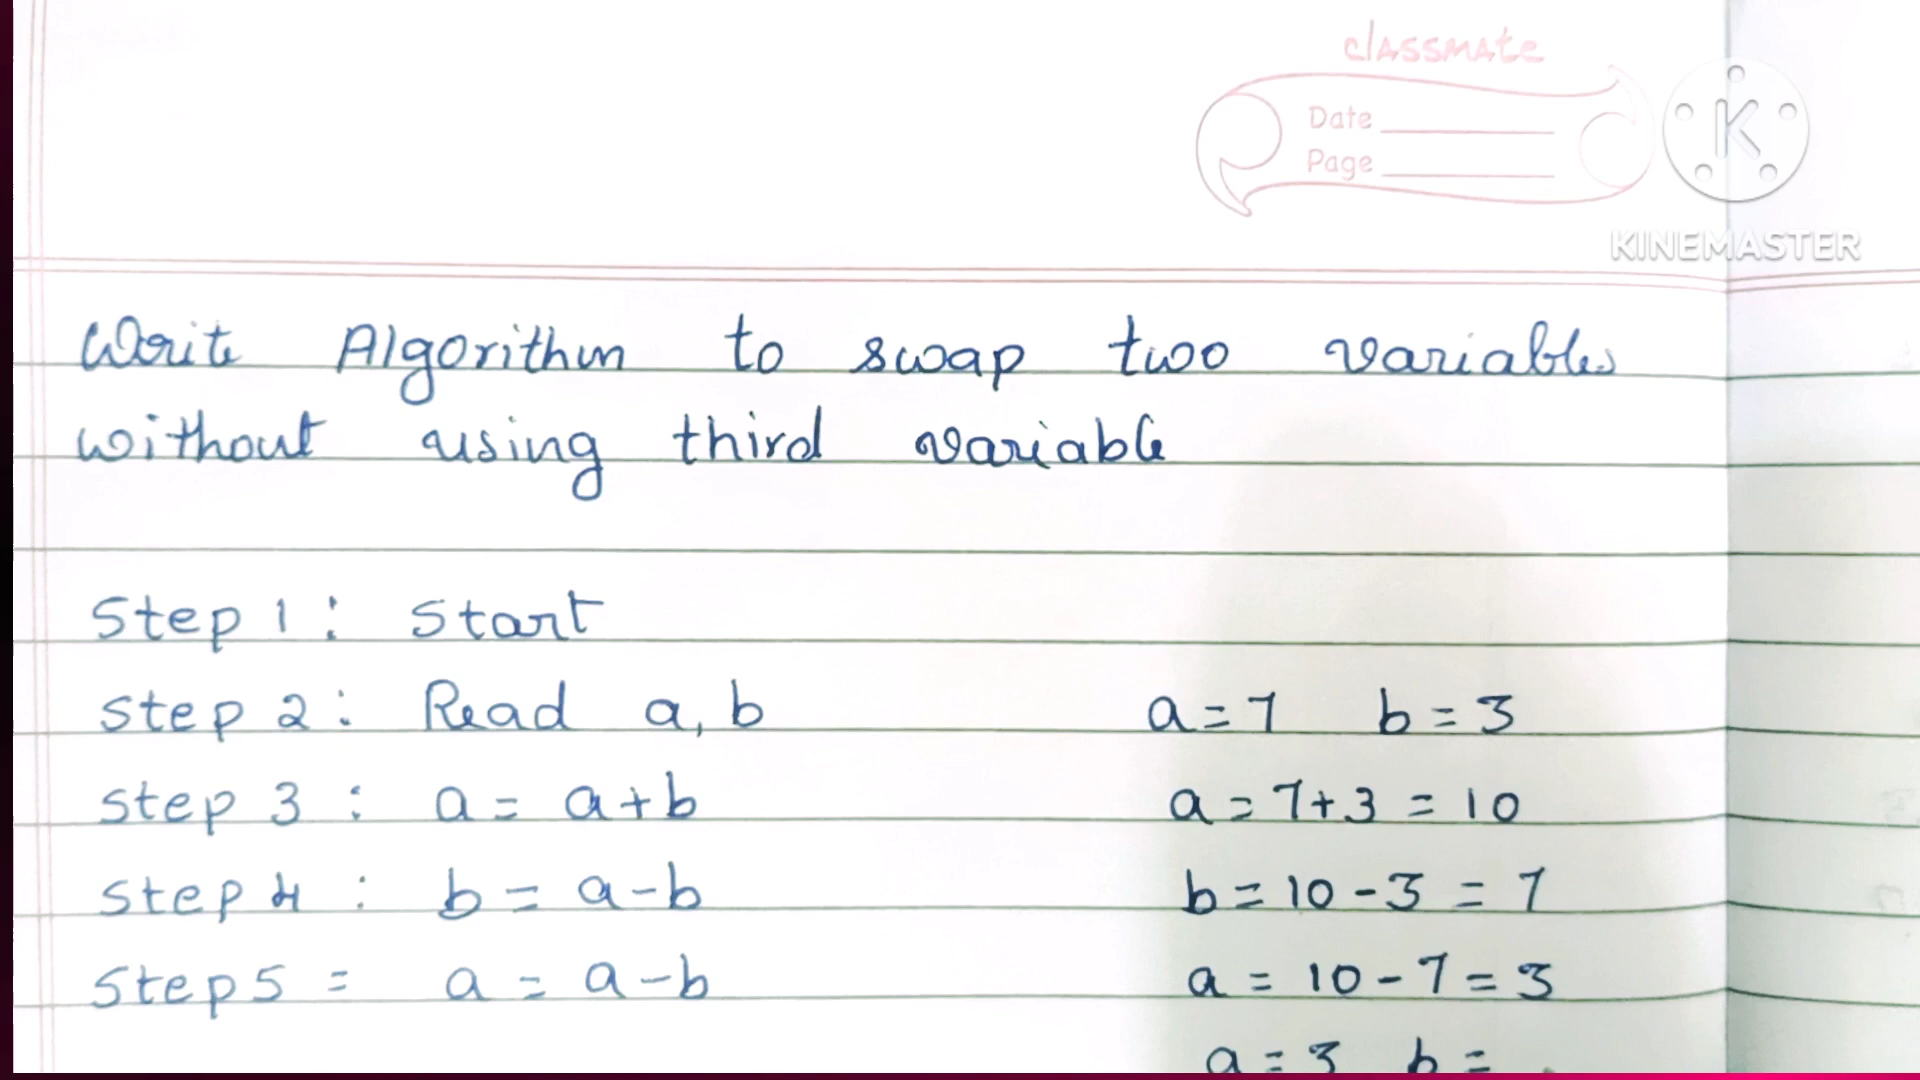 classmate
Date
Page
K
KINEMASTER
Write Algorithm to swap two variables
without using third variable
Step 1 : Start
Step 2 : Read a, b a = 7 b = 3
Step 3 : a = a+b a = 7+3 = 10
Step 4 : b = a-b b = 10 - 3 = 7
Step 5 = a = a-b a = 10 - 7 = 3
a = 3 b =